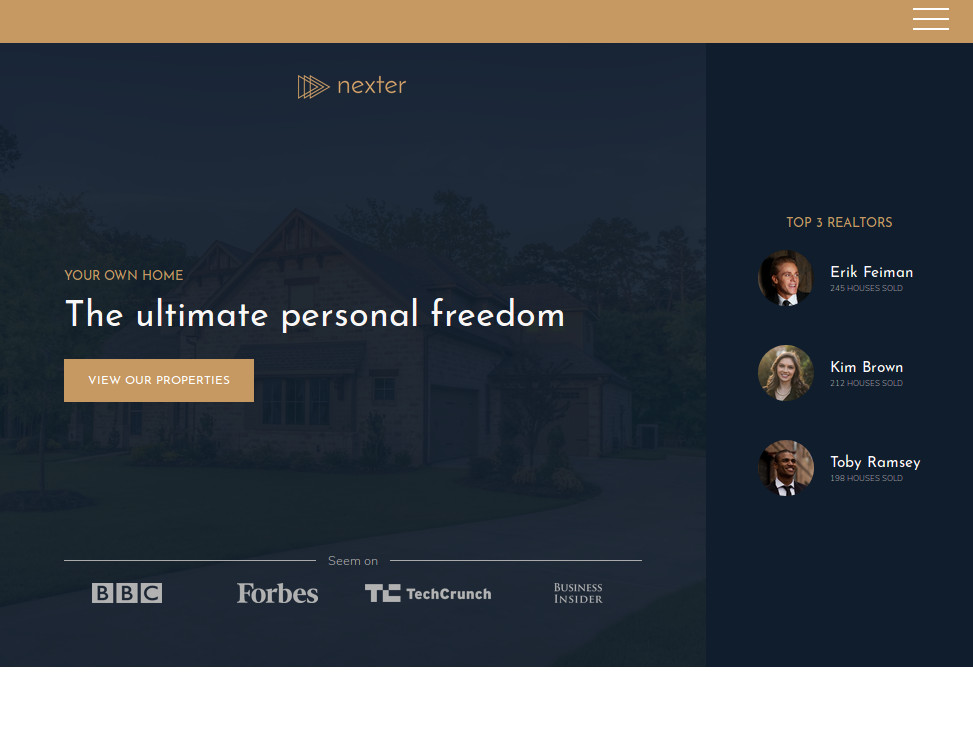 nexter
YOUR OWN HOME
The ultimate personal freedom
VIEW OUR PROPERTIES
Seem on
BBC
Forbes
TC TechCrunch
BUSINESS
INSIDER
TOP 3 REALTORS
Erik Feiman
245 HOUSES SOLD
Kim Brown
212 HOUSES SOLD
Toby Ramsey
198 HOUSES SOLD